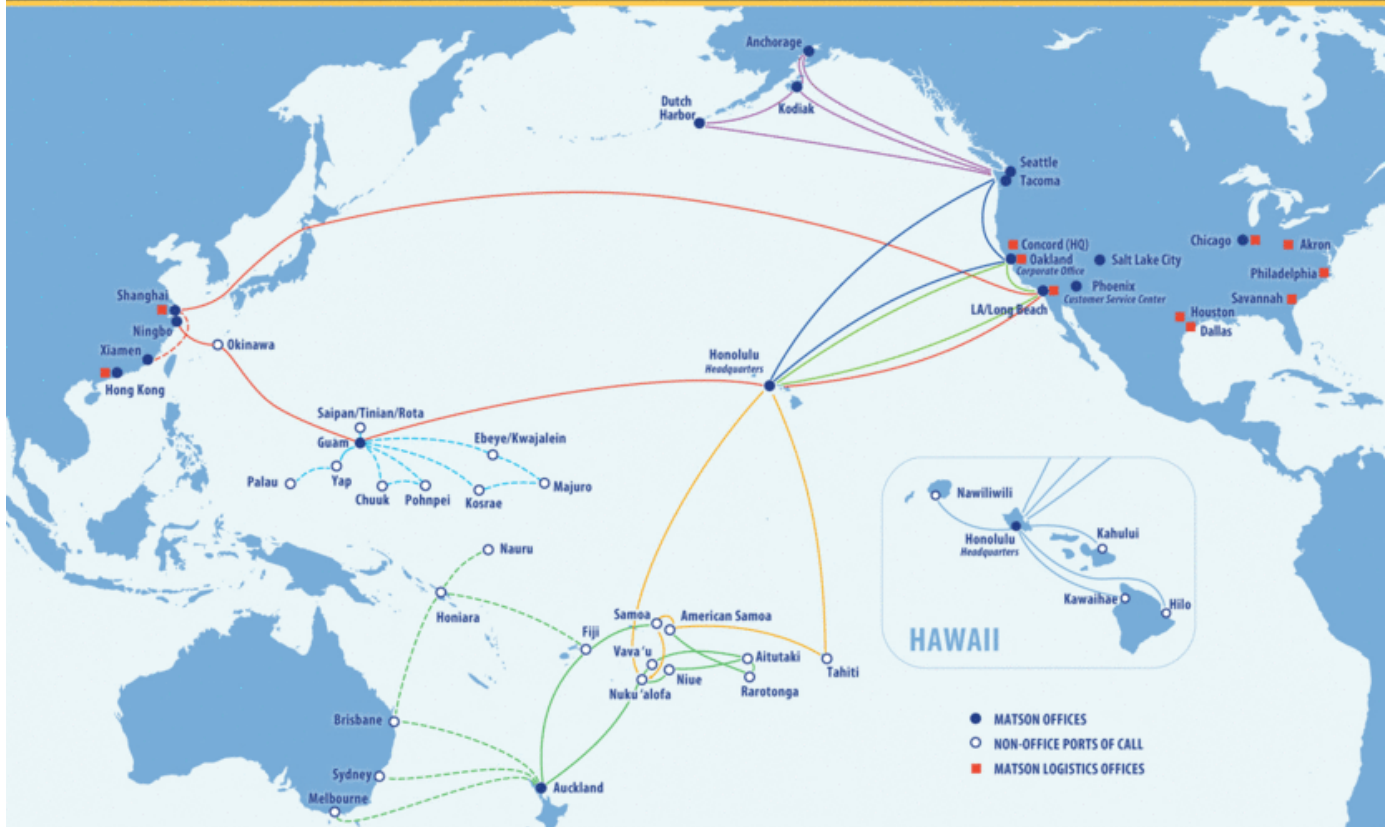 Anchorage
Dutch
Harbor
Kodiak
Seattle
Tacoma
Concord (HQ)
Oakland
Corporate Office
Salt Lake City
Chicago
Akron
Philadelphia
Phoenix
Customer Service Center
Savannah
LA/Long Beach
Houston
Dallas
Shanghai
Ningbo
Okinawa
Xiamen
Hong Kong
Honolulu
Headquarters
Saipan/Tinian/Rota
Guam
Ebeye/Kwajalein
Palau
Yap
Chuuk
Pohnpei
Kosrae
Majuro
Nauru
Honiara
Fiji
Samoa
American Samoa
Vava 'u
Aitutaki
Niue
Nuku 'alofa
Rarotonga
Tahiti
Brisbane
Sydney
Melbourne
Auckland
Nawiliwili
Honolulu
Headquarters
Kahului
Kawaihae
Hilo
HAWAII
MATSON OFFICES
NON-OFFICE PORTS OF CALL
MATSON LOGISTICS OFFICES